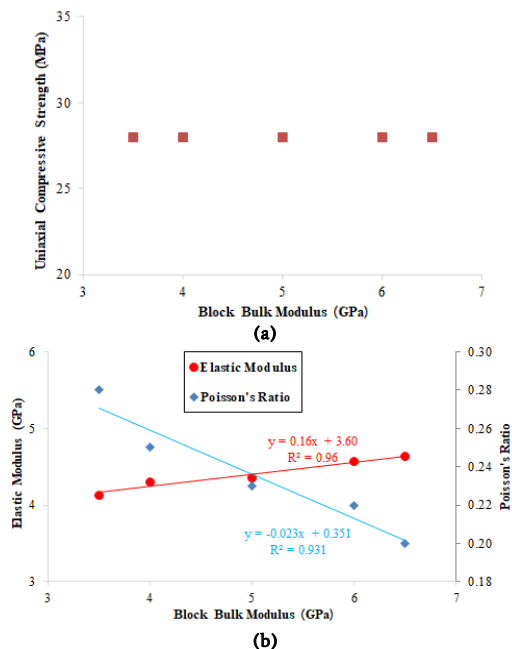 35
30
25
20
Uniaxial Compressive Strength (MPa)
3 4 5 6 7
Block Bulk Modulus (GPa)
(a)
Elastic Modulus
Poisson's Ratio
6
5
4
3
Elastic Modulus (GPa)
0.30
0.28
0.26
0.24
0.22
0.20
0.18
Poisson's Ratio
y = 0.16x + 3.60
R² = 0.96
y = -0.023x + 0.351
R² = 0.931
3 4 5 6 7
Block Bulk Modulus (GPa)
(b)